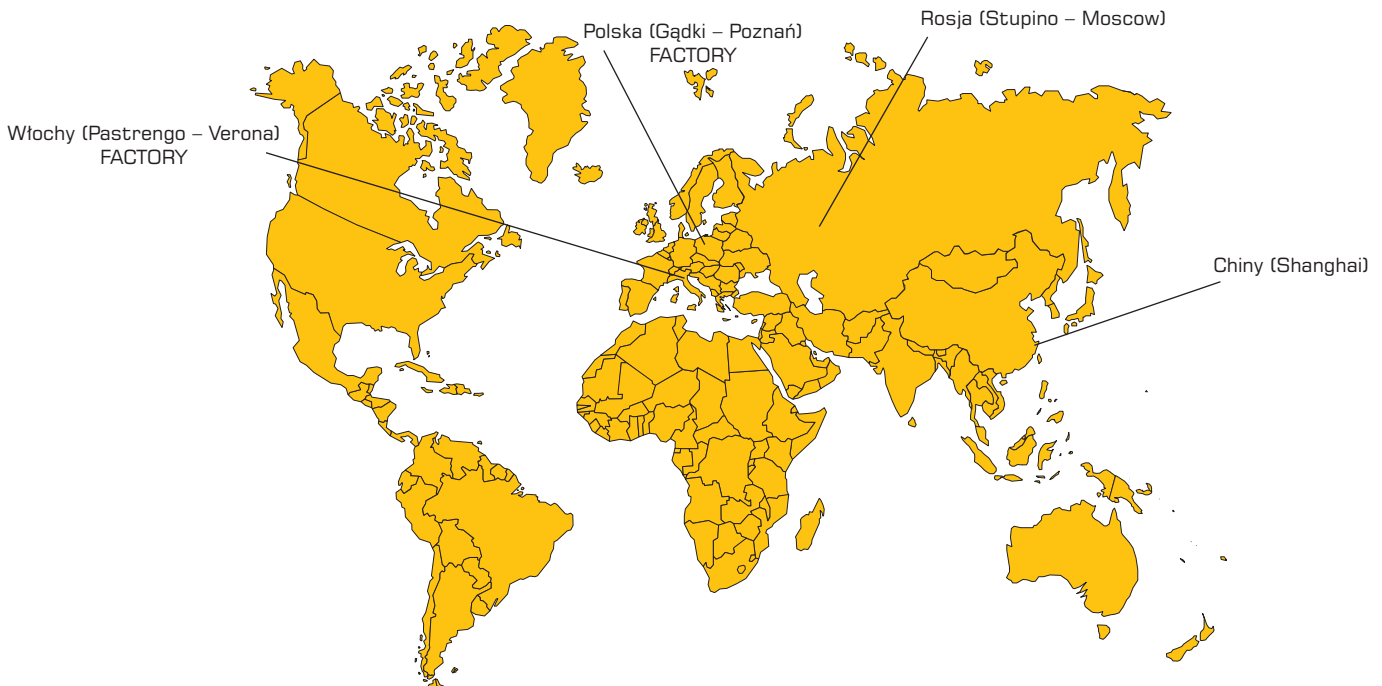 Rosja (Stupino – Moscow)
Polska (Gądki – Poznań)
FACTORY
Włochy (Pastrengo – Verona)
FACTORY
Chiny (Shanghai)